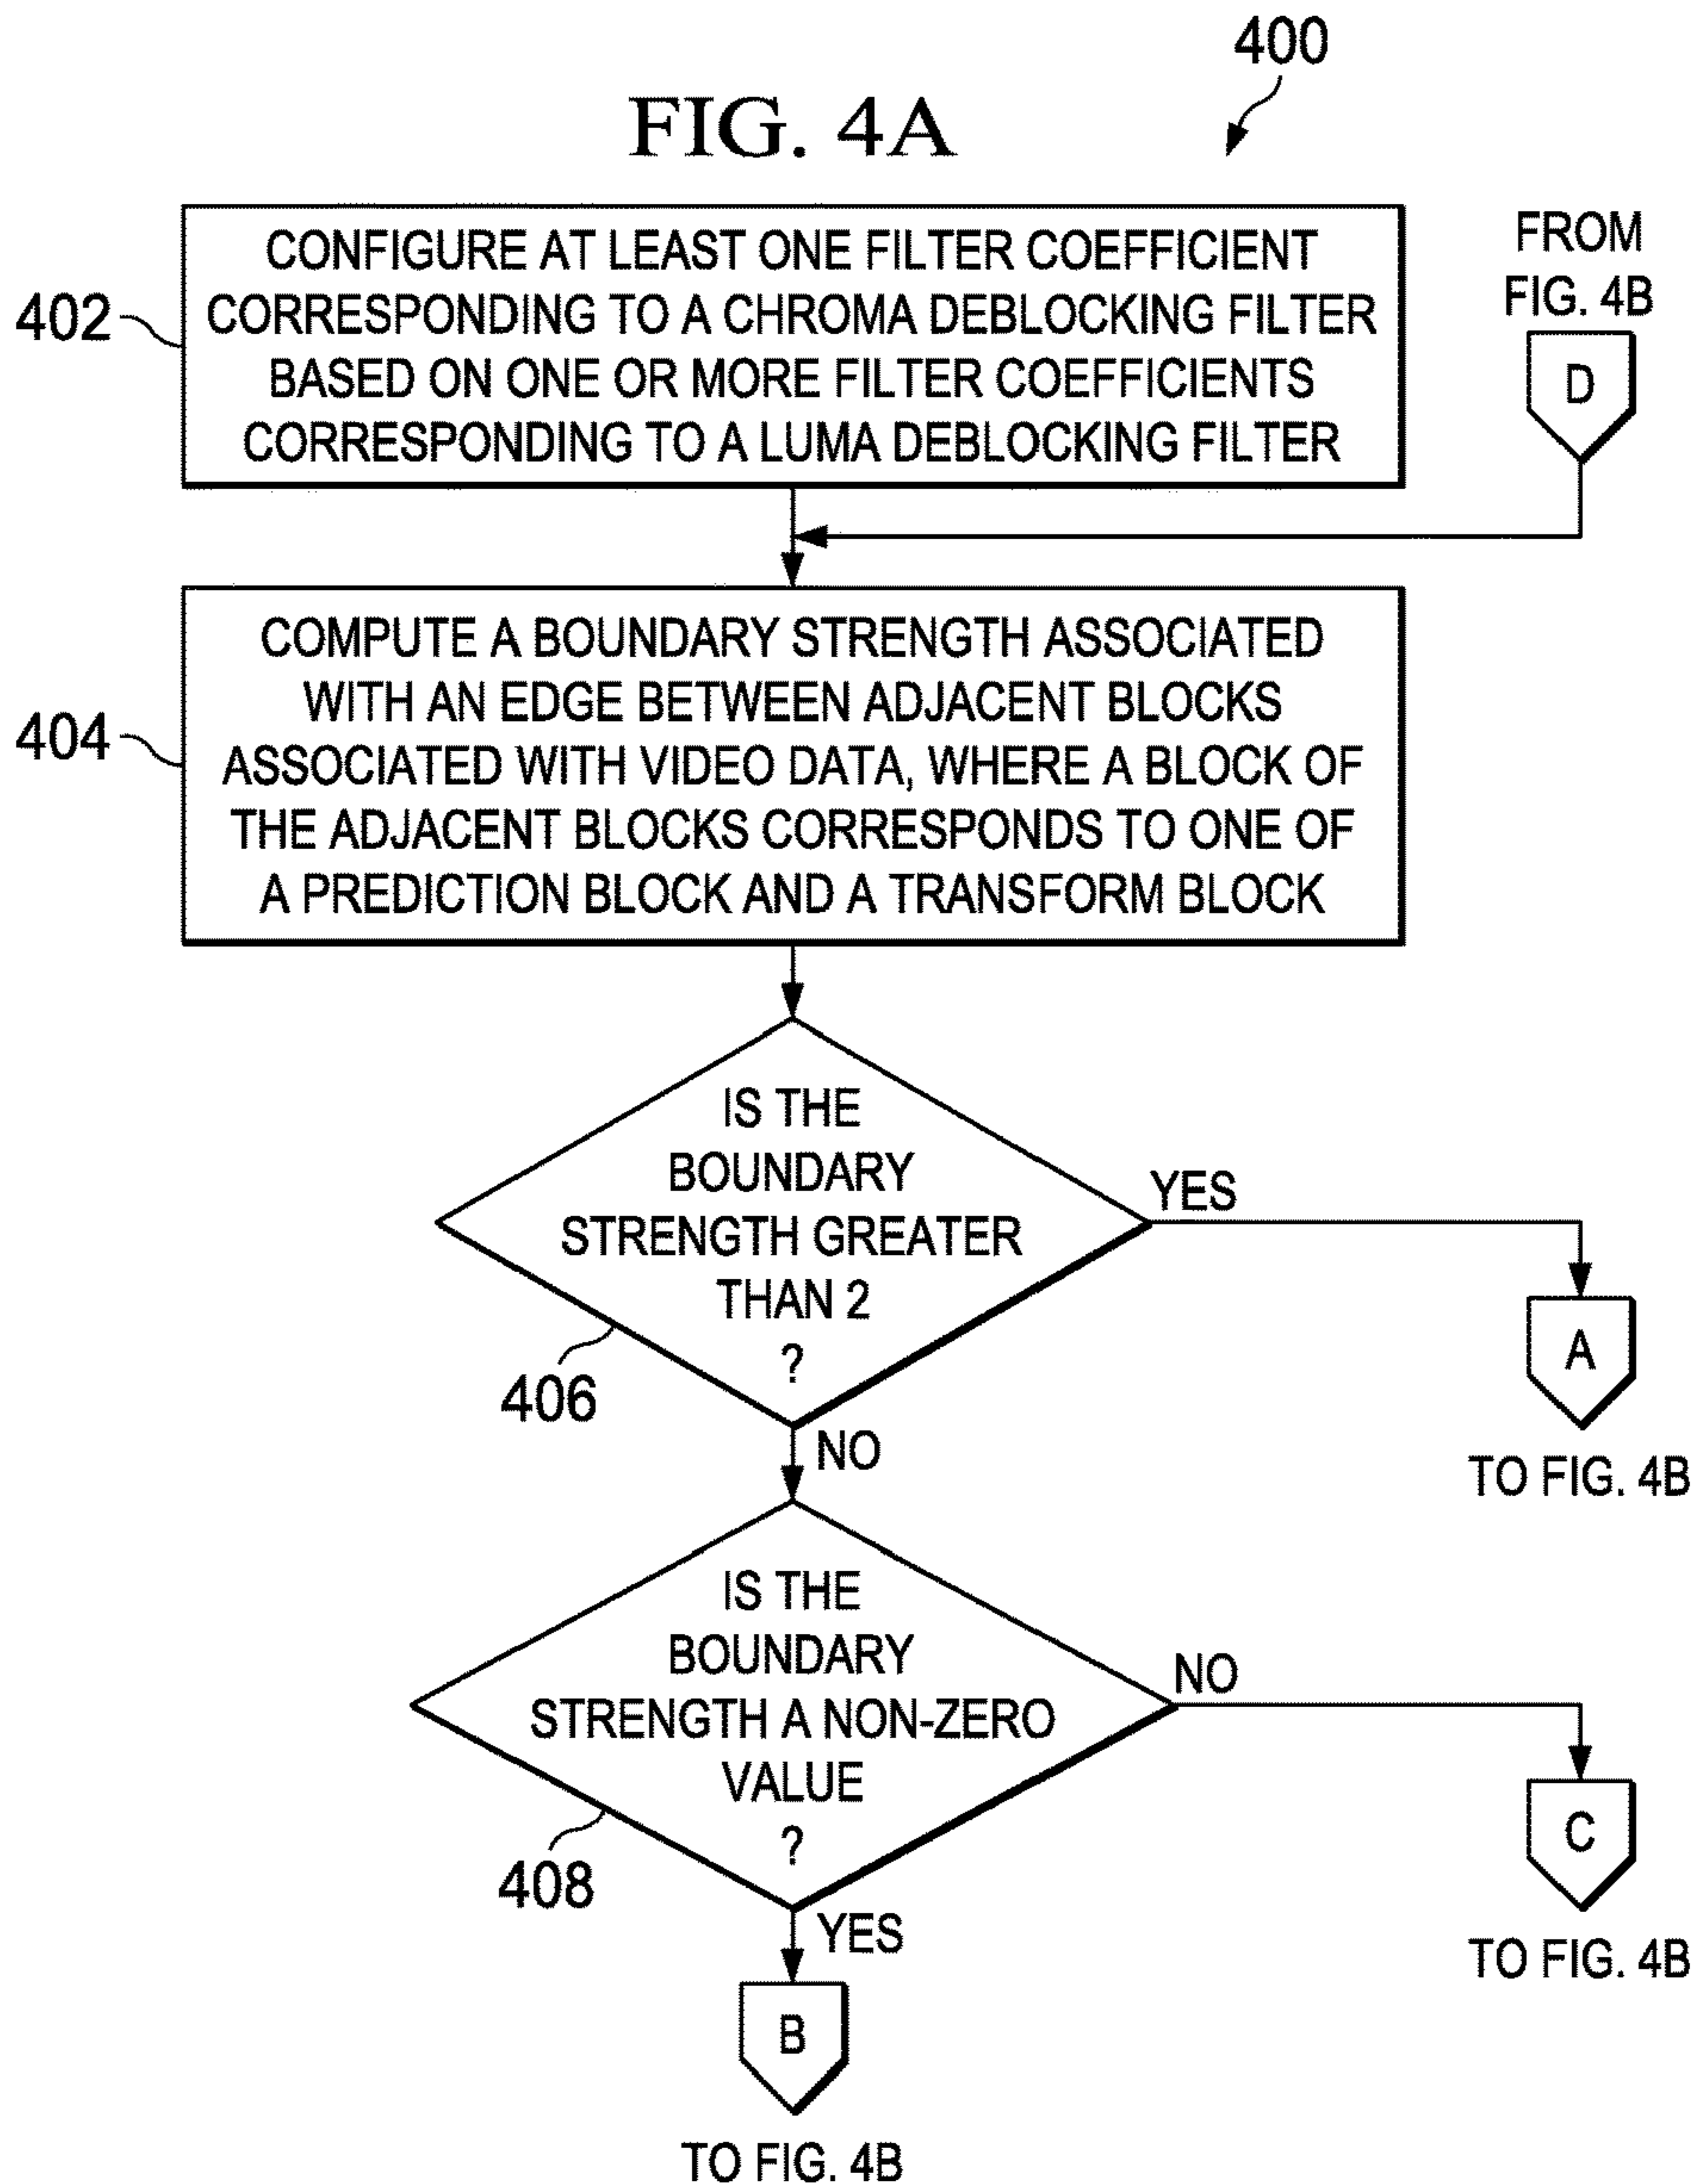 400
FIG. 4A
CONFIGURE AT LEAST ONE FILTER COEFFICIENT
CORRESPONDING TO A CHROMA DEBLOCKING FILTER
BASED ON ONE OR MORE FILTER COEFFICIENTS
CORRESPONDING TO A LUMA DEBLOCKING FILTER
402
FROM
FIG. 4B
D
COMPUTE A BOUNDARY STRENGTH ASSOCIATED
WITH AN EDGE BETWEEN ADJACENT BLOCKS
ASSOCIATED WITH VIDEO DATA, WHERE A BLOCK OF
THE ADJACENT BLOCKS CORRESPONDS TO ONE OF
A PREDICTION BLOCK AND A TRANSFORM BLOCK
404
IS THE
BOUNDARY
STRENGTH GREATER
THAN 2
?
406
YES
A
TO FIG. 4B
NO
IS THE
BOUNDARY
STRENGTH A NON-ZERO
VALUE
?
408
NO
C
TO FIG. 4B
YES
B
TO FIG. 4B